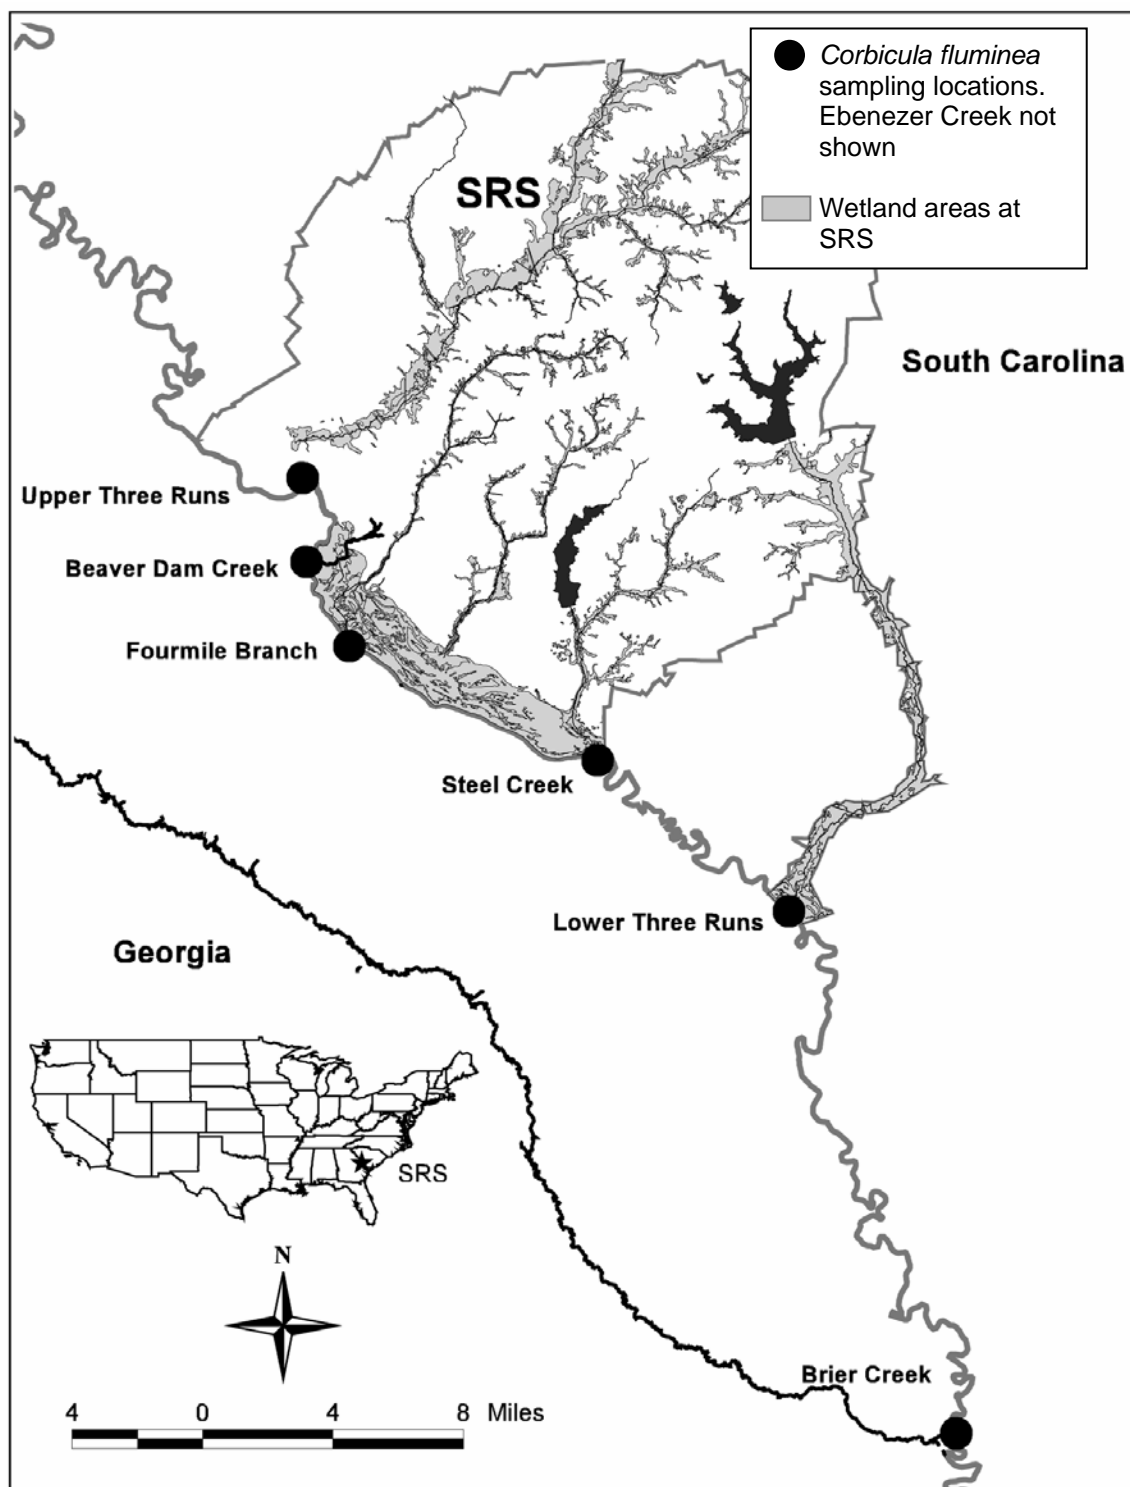 Corbicula fluminea
sampling locations.
Ebenezer Creek not
shown
Wetland areas at
SRS
SRS
South Carolina
Upper Three Runs
Beaver Dam Creek
Fourmile Branch
Steel Creek
Lower Three Runs
Georgia
SRS
N
Brier Creek
4 0 4 8 Miles